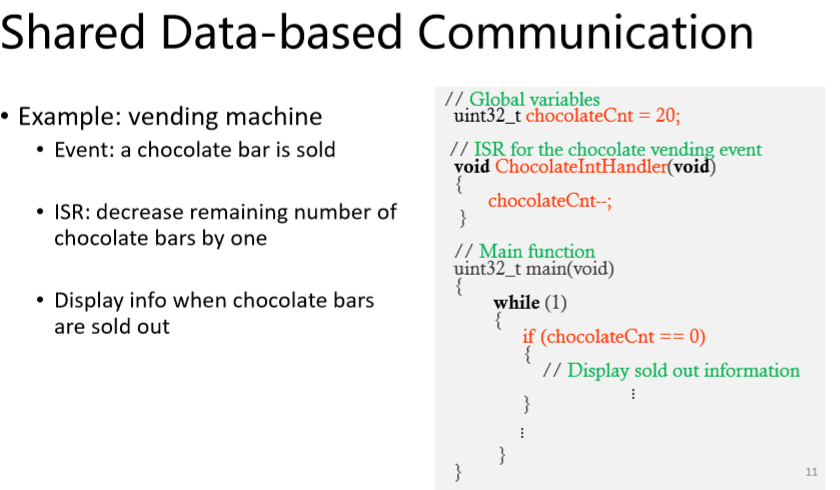 Shared Data-based Communication
• Example: vending machine
• Event: a chocolate bar is sold
• ISR: decrease remaining number of
chocolate bars by one
• Display info when chocolate bars
are sold out
// Global variables
uint32_t chocolateCnt = 20;
// ISR for the chocolate vending event
void ChocolateIntHandler(void)
{
chocolateCnt--;
}
// Main function
uint32_t main(void)
{
while (1)
{
if (chocolateCnt == 0)
{
// Display sold out information
⋮
}
⋮
}
}
11